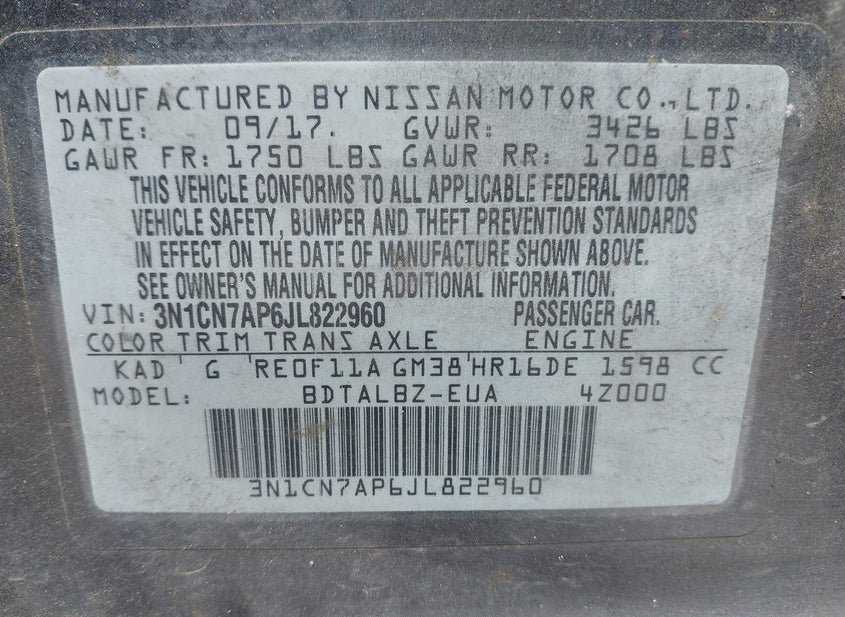 MANUFACTURED BY NISSAN MOTOR CO., LTD.
DATE: 09/17. GVWR: 3426 LBS
GAWR FR: 1750 LBS GAWR RR: 1708 LBS
THIS VEHICLE CONFORMS TO ALL APPLICABLE FEDERAL MOTOR
VEHICLE SAFETY, BUMPER AND THEFT PREVENTION STANDARDS
IN EFFECT ON THE DATE OF MANUFACTURE SHOWN ABOVE.
SEE OWNER'S MANUAL FOR ADDITIONAL INFORMATION.
VIN: 3N1CN7AP6JL822960 PASSENGER CAR.
COLOR TRIM TRANS AXLE ENGINE
KAD G RE0F11A GM38 HR16DE 1598 CC
MODEL: BDTALBZ-EUA 4Z000
3N1CN7AP6JL822960